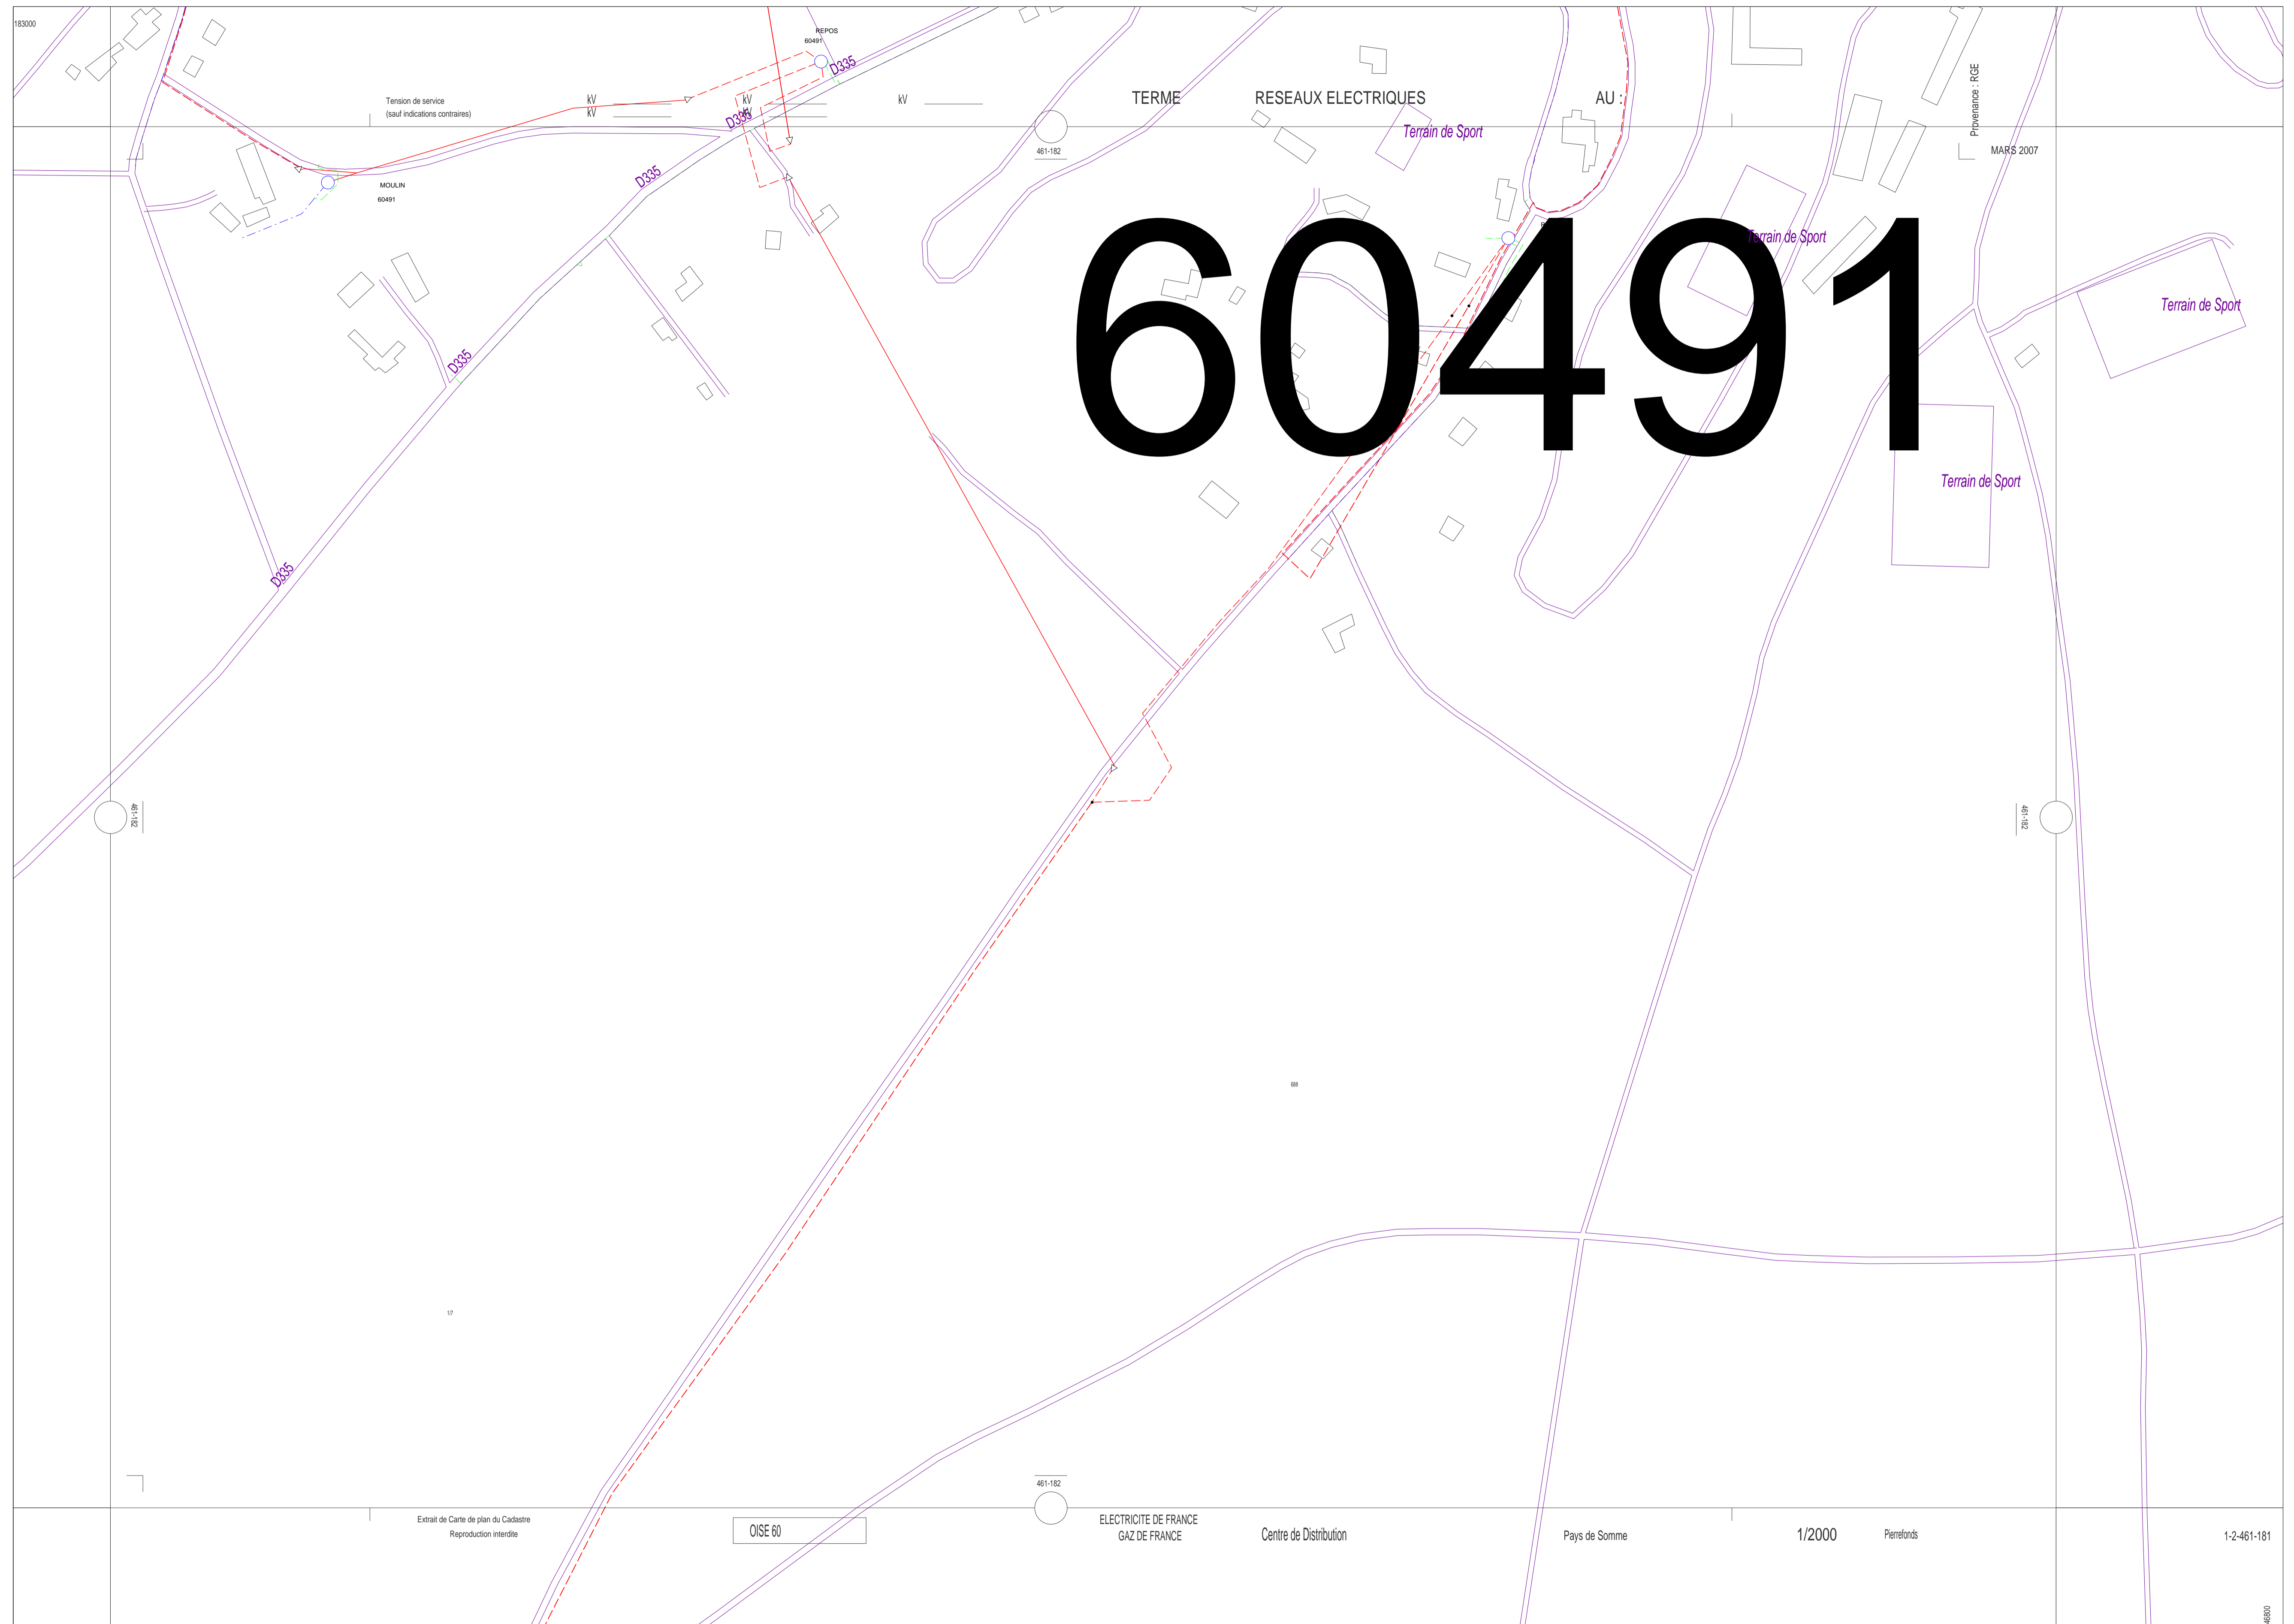 183000
REPOS
60491
D335
Tension de service
(sauf indications contraires)
kV
kV
kV
kV
kV
TERME
RESEAUX ELECTRIQUES
AU :
Provenance : RGE
MARS 2007
D335
461-182
Terrain de Sport
MOULIN
60491
D335
60491
Terrain de Sport
Terrain de Sport
D335
Terrain de Sport
D335
461-182
461-182
688
1/7
461-182
Extrait de Carte de plan du Cadastre
Reproduction interdite
OISE 60
ELECTRICITE DE FRANCE
GAZ DE FRANCE
Centre de Distribution
Pays de Somme
1/2000
Pierrefonds
1-2-461-181